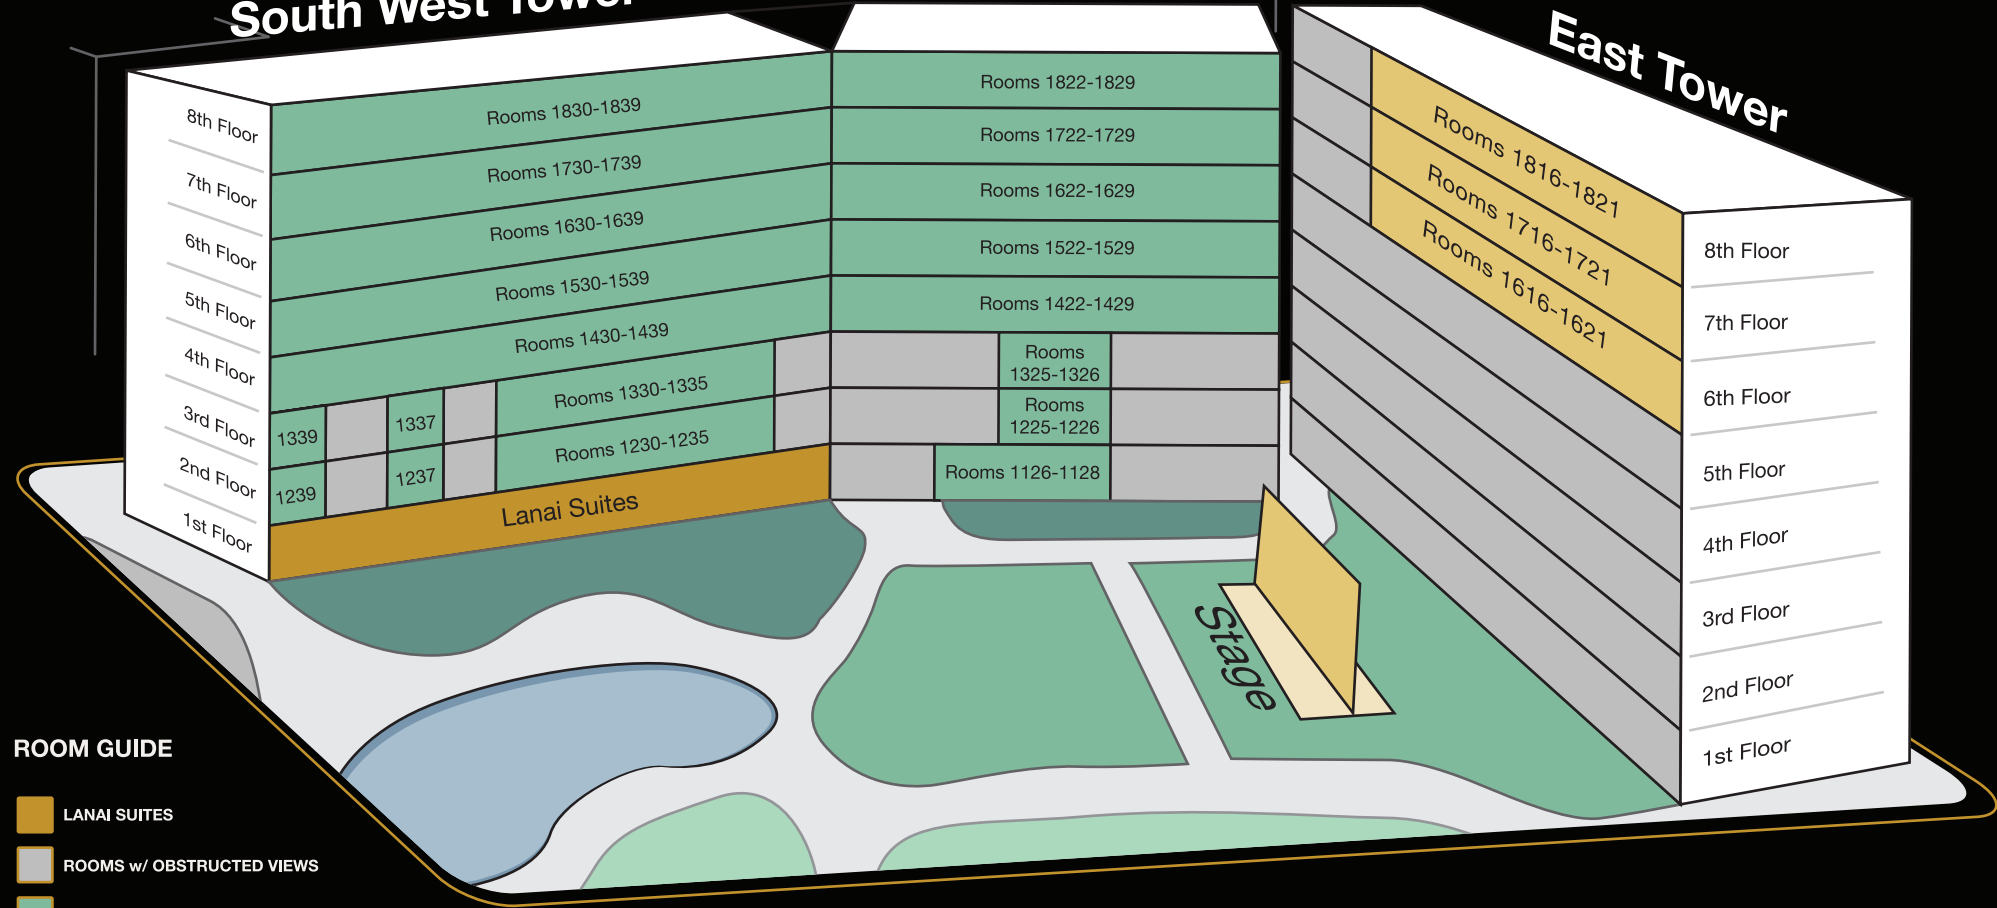 South West Tower
East Tower
8th Floor
7th Floor
6th Floor
5th Floor
4th Floor
3rd Floor
2nd Floor
1st Floor
Rooms 1830-1839
Rooms 1730-1739
Rooms 1630-1639
Rooms 1530-1539
Rooms 1430-1439
1339
1337
Rooms 1330-1335
1239
1237
Rooms 1230-1235
Lanai Suites
Rooms 1822-1829
Rooms 1722-1729
Rooms 1622-1629
Rooms 1522-1529
Rooms 1422-1429
Rooms
1325-1326
Rooms
1225-1226
Rooms 1126-1128
Rooms 1816-1821
Rooms 1716-1721
Rooms 1616-1621
8th Floor
7th Floor
6th Floor
5th Floor
4th Floor
3rd Floor
2nd Floor
1st Floor
Stage
ROOM GUIDE
LANAI SUITES
ROOMS w/ OBSTRUCTED VIEWS